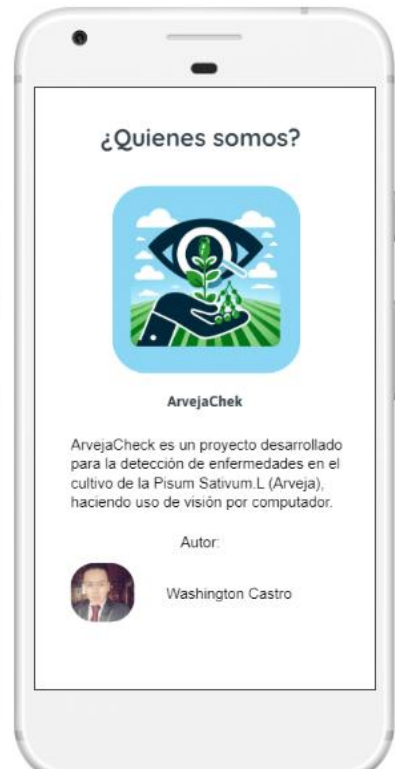 ¿Quienes somos?
ArvejaChek
ArvejaCheck es un proyecto desarrollado
para la detección de enfermedades en el
cultivo de la Pisum Sativum.L (Arveja),
haciendo uso de visión por computador.
Autor:
Washington Castro